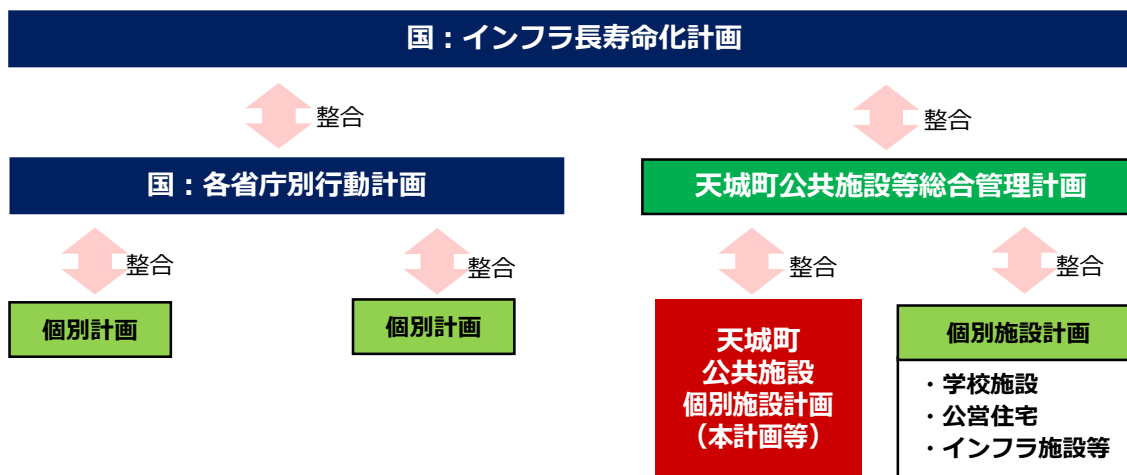 国：インフラ長寿命化計画
整合
整合
国：各省庁別行動計画
天城町公共施設等総合管理計画
整合
整合
整合
整合
個別計画
個別計画
天城町
公共施設
個別施設計画
（本計画等）
個別施設計画
・学校施設
・公営住宅
・インフラ施設等